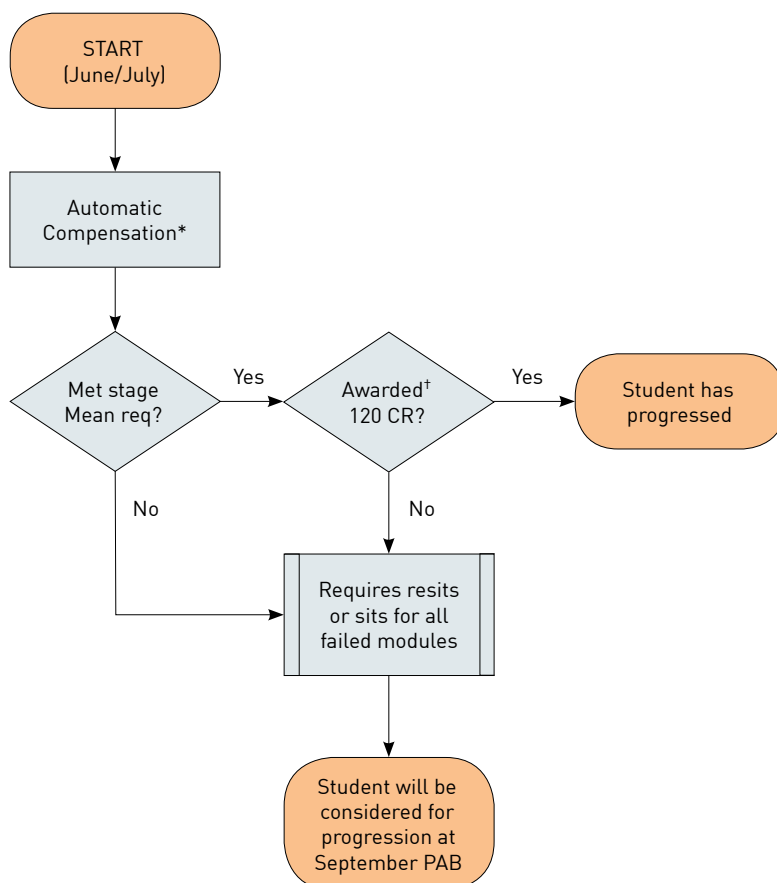 START
(June/July)
Automatic
Compensation*
Met stage
Mean req?
Yes
Awarded†
120 CR?
Yes
Student has
progressed
No
No
Requires resits
or sits for all
failed modules
Student will be
considered for
progression at
September PAB